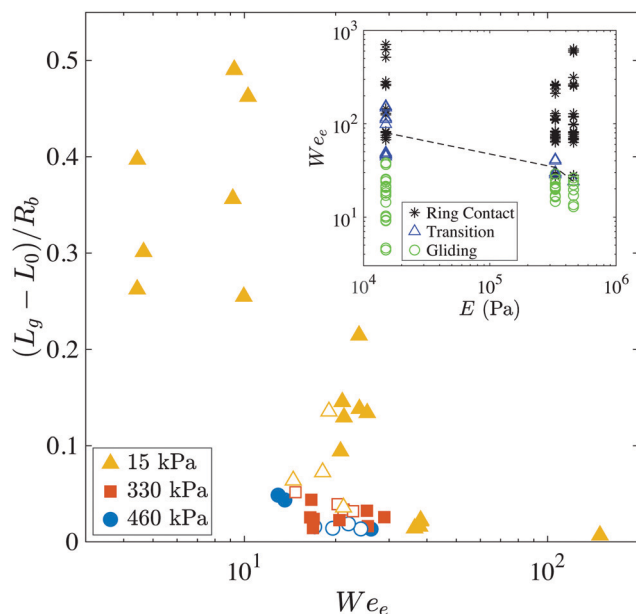 (L_g − L_0)/R_b
0.5
0.4
0.3
0.2
0.1
0
10^1
10^2
We_e
15 kPa
330 kPa
460 kPa
We_e
10^3
10^2
10^1
Ring Contact
Transition
Gliding
10^4
10^5
10^6
E (Pa)